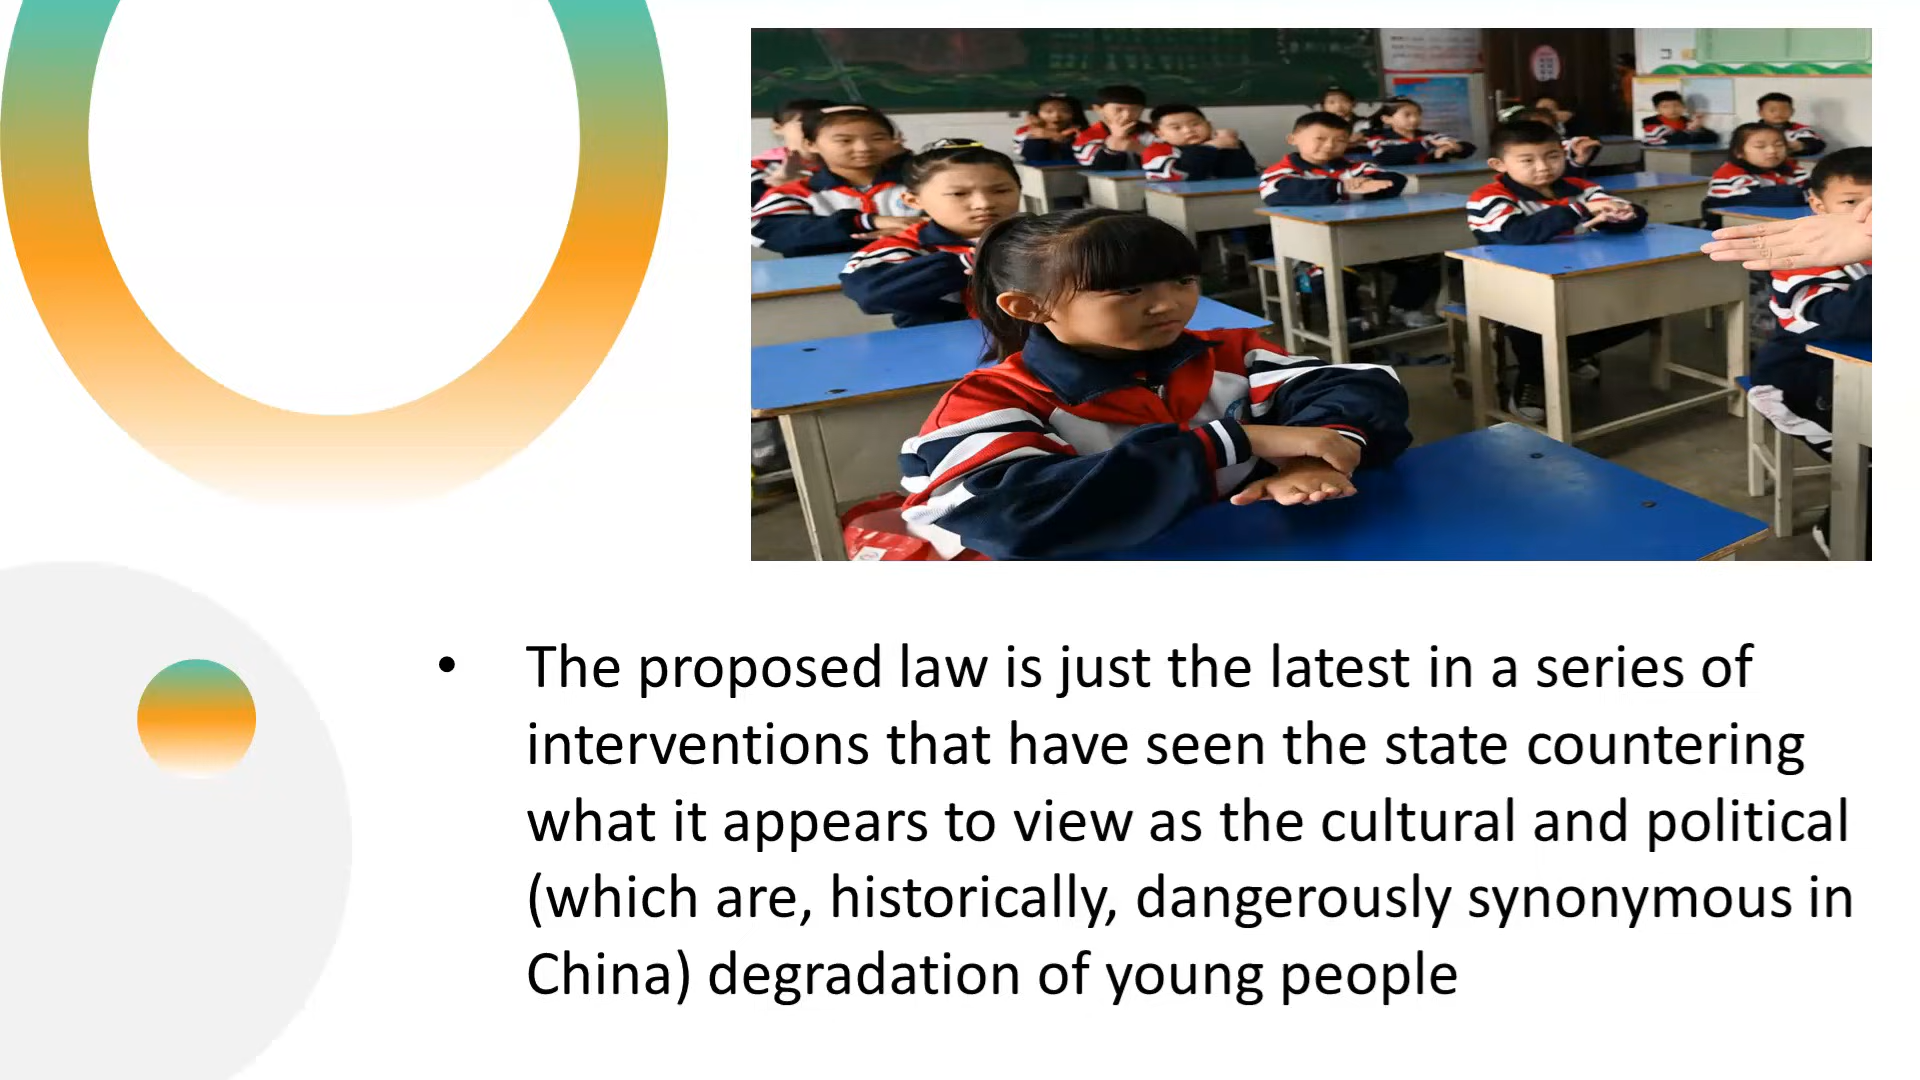 • The proposed law is just the latest in a series of
interventions that have seen the state countering
what it appears to view as the cultural and political
(which are, historically, dangerously synonymous in
China) degradation of young people